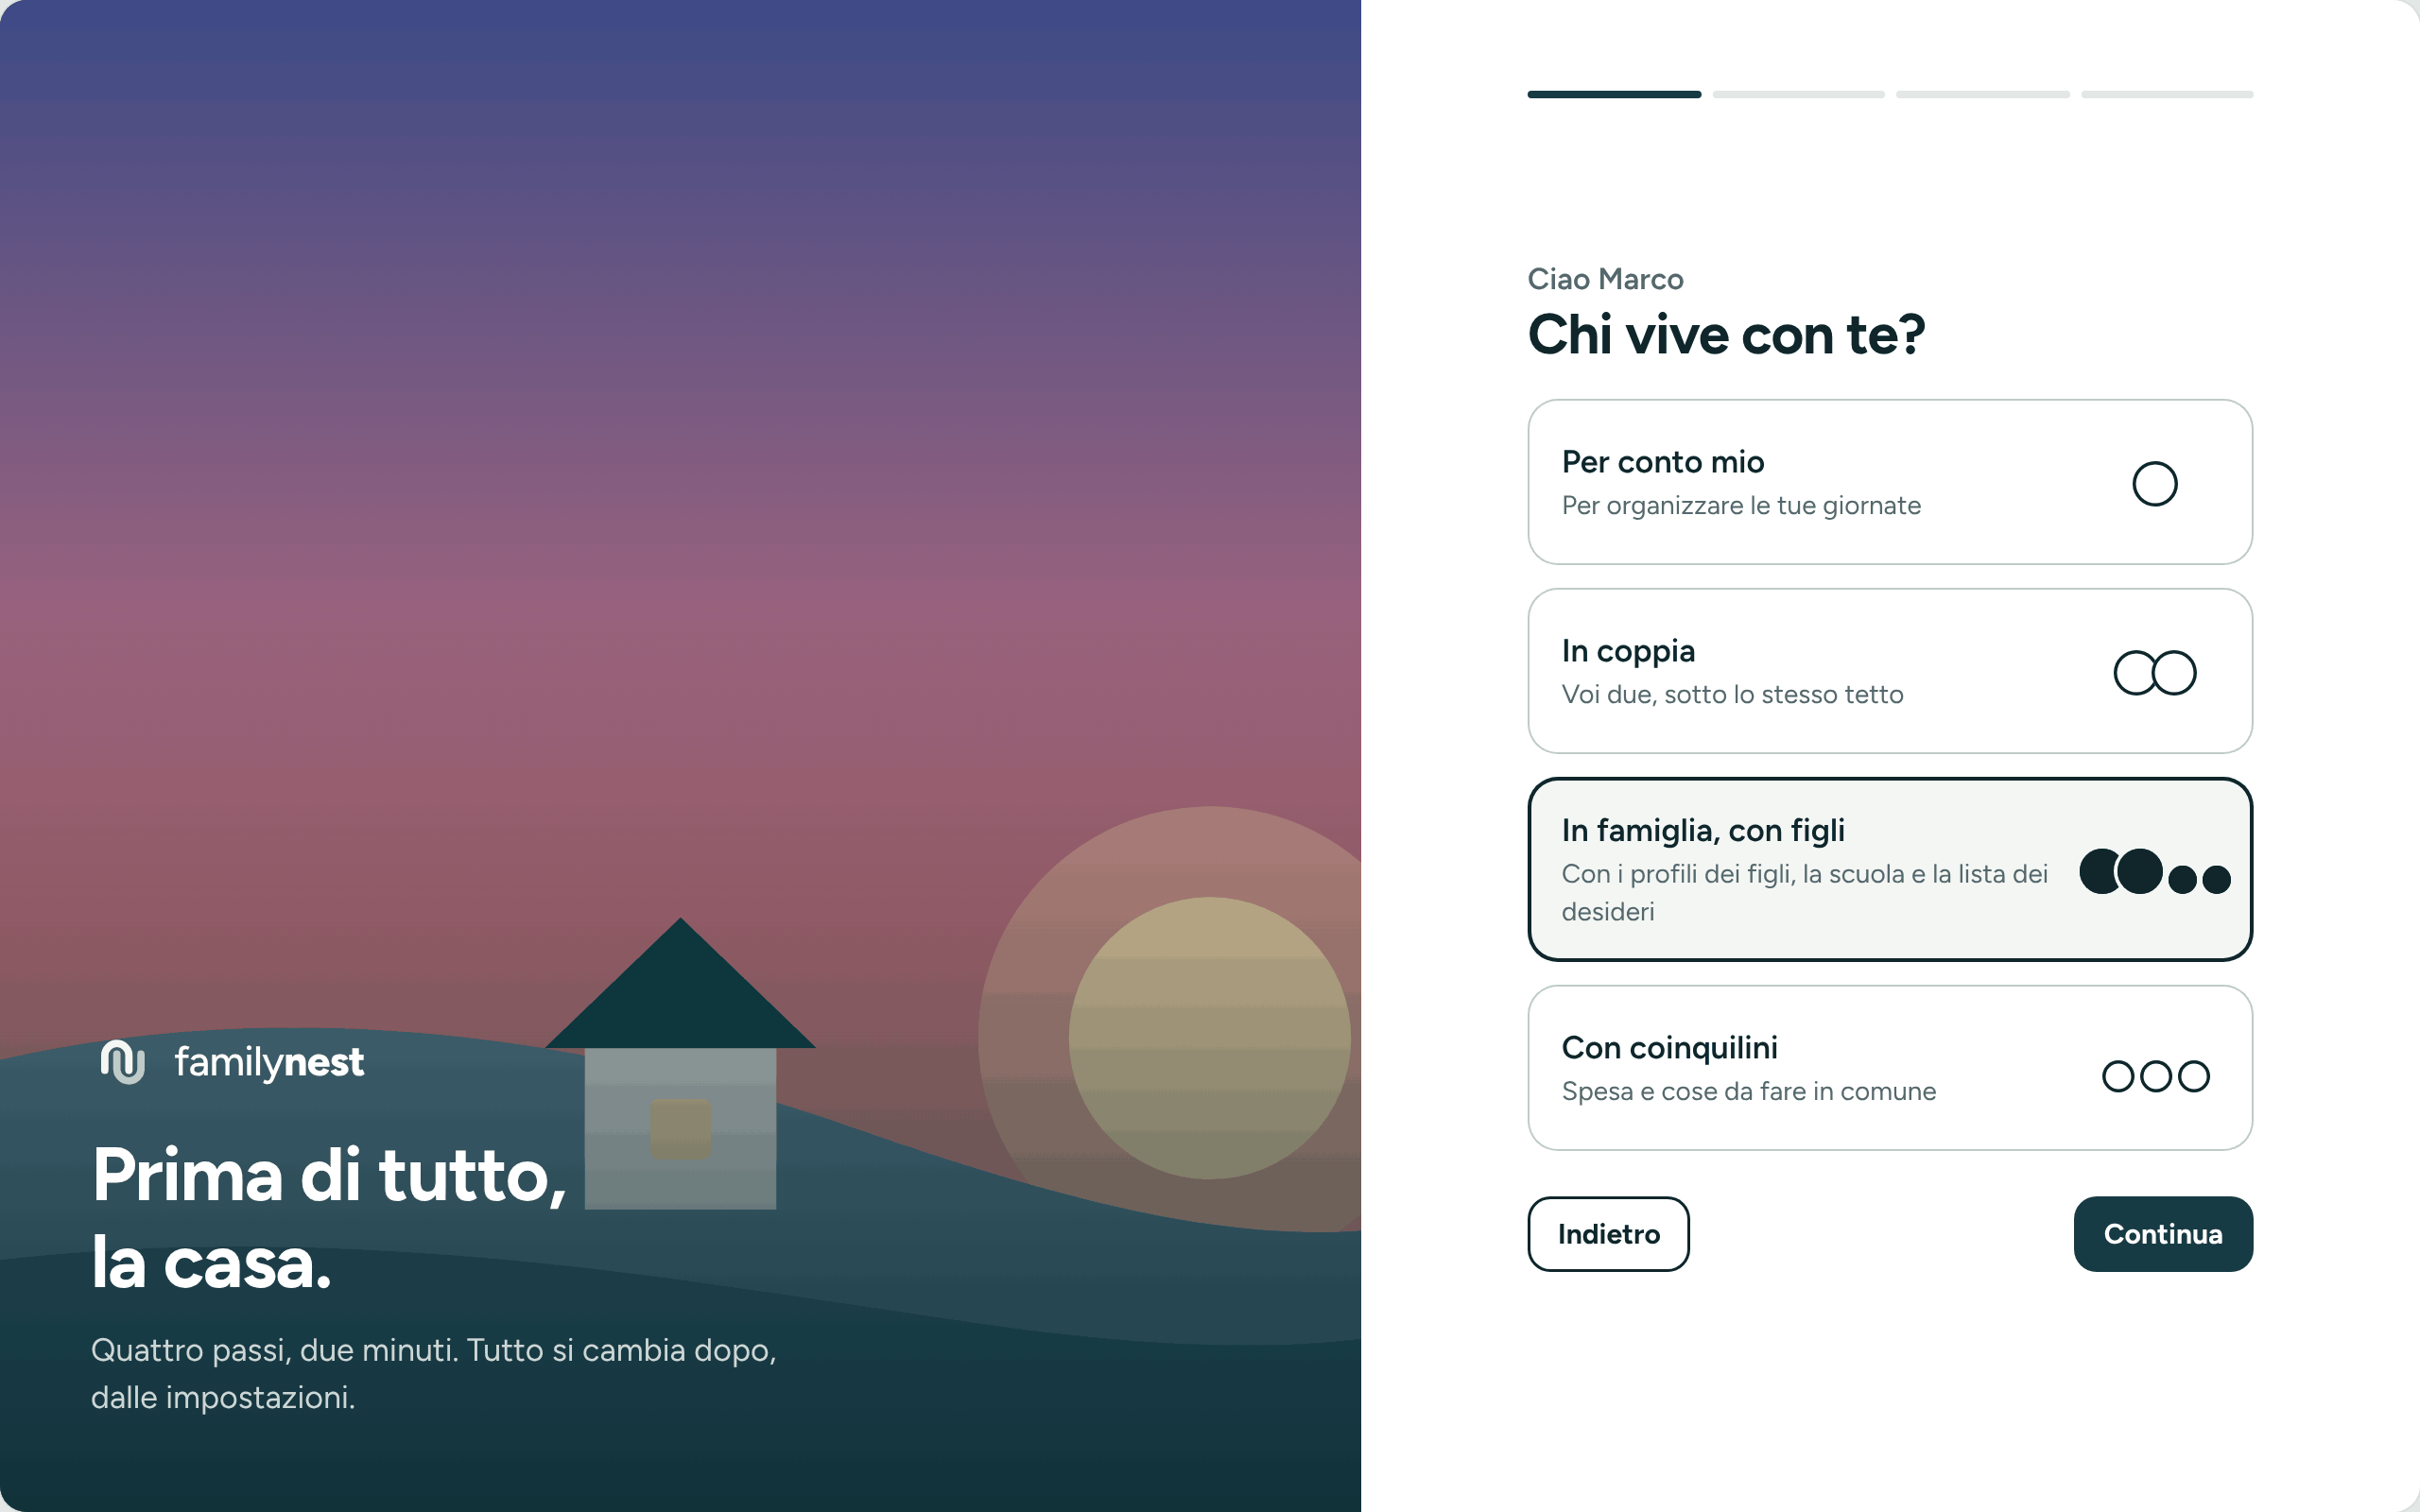 familynest
Prima di tutto,
la casa.
Quattro passi, due minuti. Tutto si cambia dopo,
dalle impostazioni.
Ciao Marco
Chi vive con te?
Per conto mio
Per organizzare le tue giornate
In coppia
Voi due, sotto lo stesso tetto
In famiglia, con figli
Con i profili dei figli, la scuola e la lista dei
desideri
Con coinquilini
Spesa e cose da fare in comune
Indietro
Continua